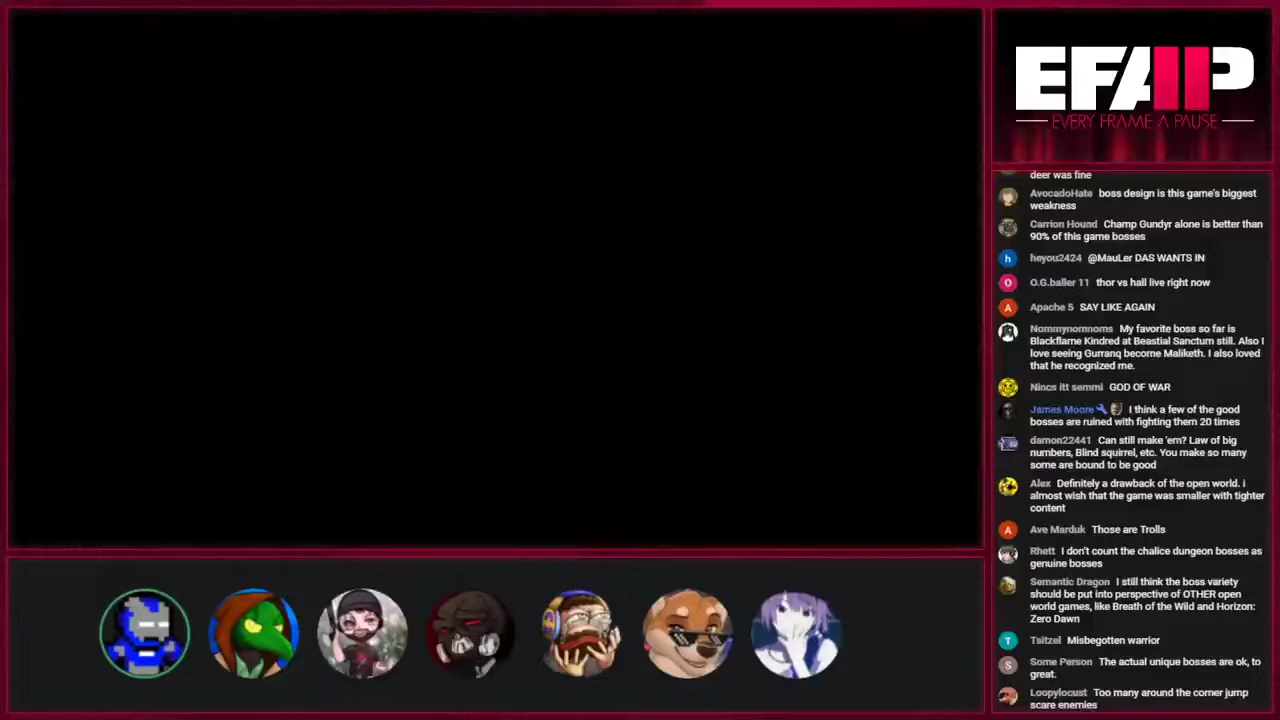 EFAP
EVERY FRAME A PAUSE
deer was fine
AvocadoHate boss design is this game's biggest
weakness
Carrion Hound Champ Gundyr alone is better than
90% of this game bosses
h
heyou2424 @MauLer DAS WANTS IN
O
O.G.baller 11 thor vs hall live right now
A
Apache 5 SAY LIKE AGAIN
Nommynomnoms My favorite boss so far is
Blackflame Kindred at Beastial Sanctum still. Also I
love seeing Gurranq become Maliketh. I also loved
that he recognized me.
Nincs itt semmi GOD OF WAR
James Moore I think a few of the good
bosses are ruined with fighting them 20 times
damon22441 Can still make 'em? Law of big
numbers, Blind squirrel, etc. You make so many
some are bound to be good
Alex Definitely a drawback of the open world. i
almost wish that the game was smaller with tighter
content
A
Ave Marduk Those are Trolls
Rhett I don't count the chalice dungeon bosses as
genuine bosses
Semantic Dragon I still think the boss variety
should be put into perspective of OTHER open
world games, like Breath of the Wild and Horizon:
Zero Dawn
T
Tsitzel Misbegotten warrior
S
Some Person The actual unique bosses are ok, to
great.
Loopylocust Too many around the corner jump
scare enemies